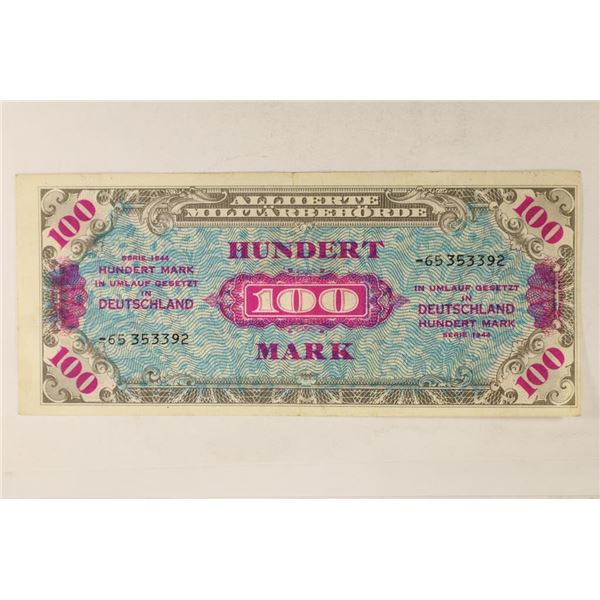 ALLIIERTE
MILITÄRBEHÖRDE
100
100
HUNDERT
SERIE 1944
HUNDERT MARK
IN UMLAUF GESETZT
IN
DEUTSCHLAND
-65353392
100
-65353392
IN UMLAUF GESETZT
IN
DEUTSCHLAND
HUNDERT MARK
SERIE 1944
MARK
100
100